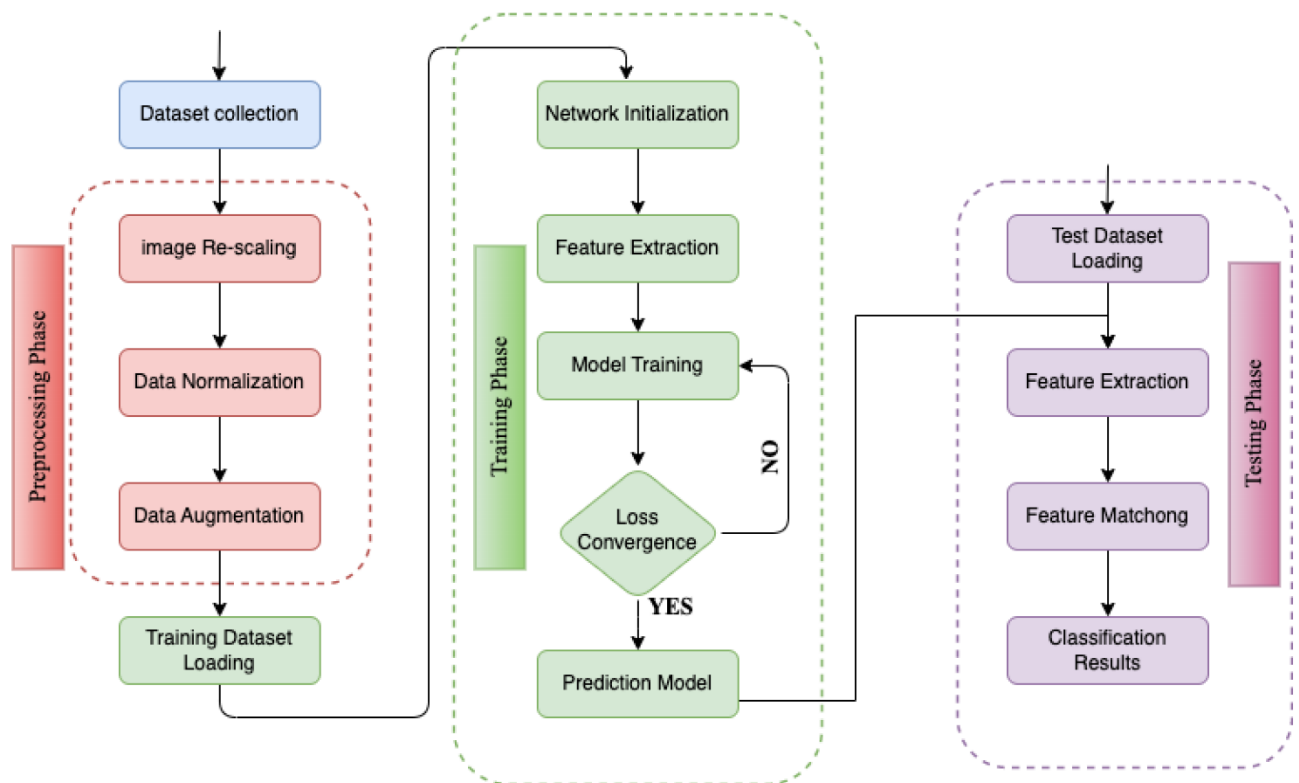 Dataset collection
Preprocessing Phase
image Re-scaling
Data Normalization
Data Augmentation
Training Dataset
Loading
Training Phase
Network Initialization
Feature Extraction
Model Training
NO
Loss
Convergence
YES
Prediction Model
Test Dataset
Loading
Feature Extraction
Feature Matchong
Classification
Results
Testing Phase